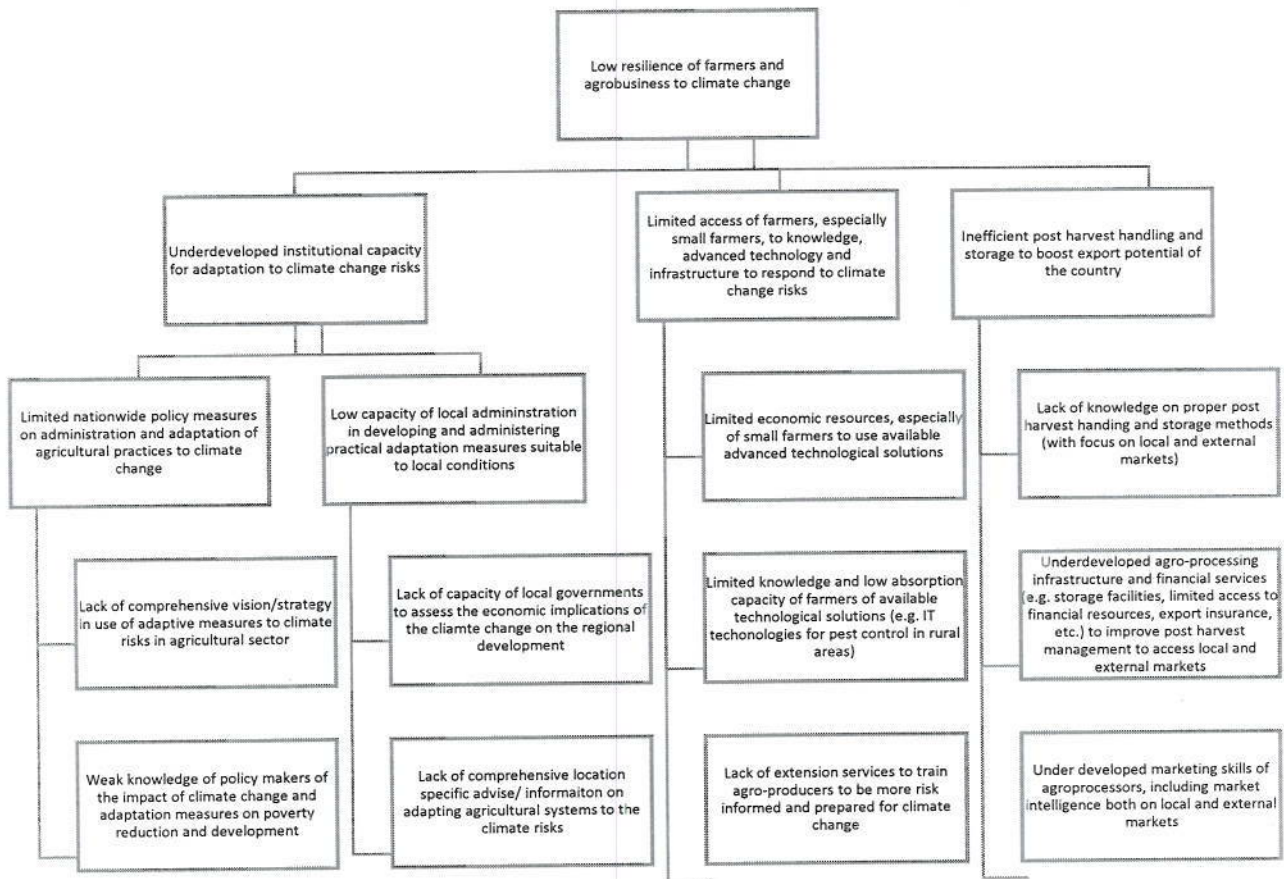 Low resilience of farmers and
agrobusiness to climate change
Underdeveloped institutional capacity
for adaptation to climate change risks
Limited access of farmers, especially
small farmers, to knowledge,
advanced technology and
infrastructure to respond to climate
change risks
Inefficient post harvest handling and
storage to boost export potential of
the country
Limited nationwide policy measures
on administration and adaptation of
agricultural practices to climate
change
Low capacity of local admininstration
in developing and administering
practical adaptation measures suitable
to local conditions
Limited economic resources, especially
of small farmers to use available
advanced technological solutions
Lack of knowledge on proper post
harvest handing and storage methods
(with focus on local and external
markets)
Lack of comprehensive vision/strategy
in use of adaptive measures to climate
risks in agricultural sector
Lack of capacity of local governments
to assess the economic implications of
the cliamte change on the regional
development
Limited knowledge and low absorption
capacity of farmers of available
technological solutions (e.g. IT
techonologies for pest control in rural
areas)
Underdeveloped agro-processing
infrastructure and financial services
(e.g. storage facilities, limited access to
financial resources, export insurance,
etc.) to improve post harvest
management to access local and
external markets
Weak knowledge of policy makers of
the impact of climate change and
adaptation measures on poverty
reduction and development
Lack of comprehensive location
specific advise/ informaiton on
adapting agricultural systems to the
climate risks
Lack of extension services to train
agro-producers to be more risk
informed and prepared for climate
change
Under developed marketing skills of
agroprocessors, including market
intelligence both on local and external
markets